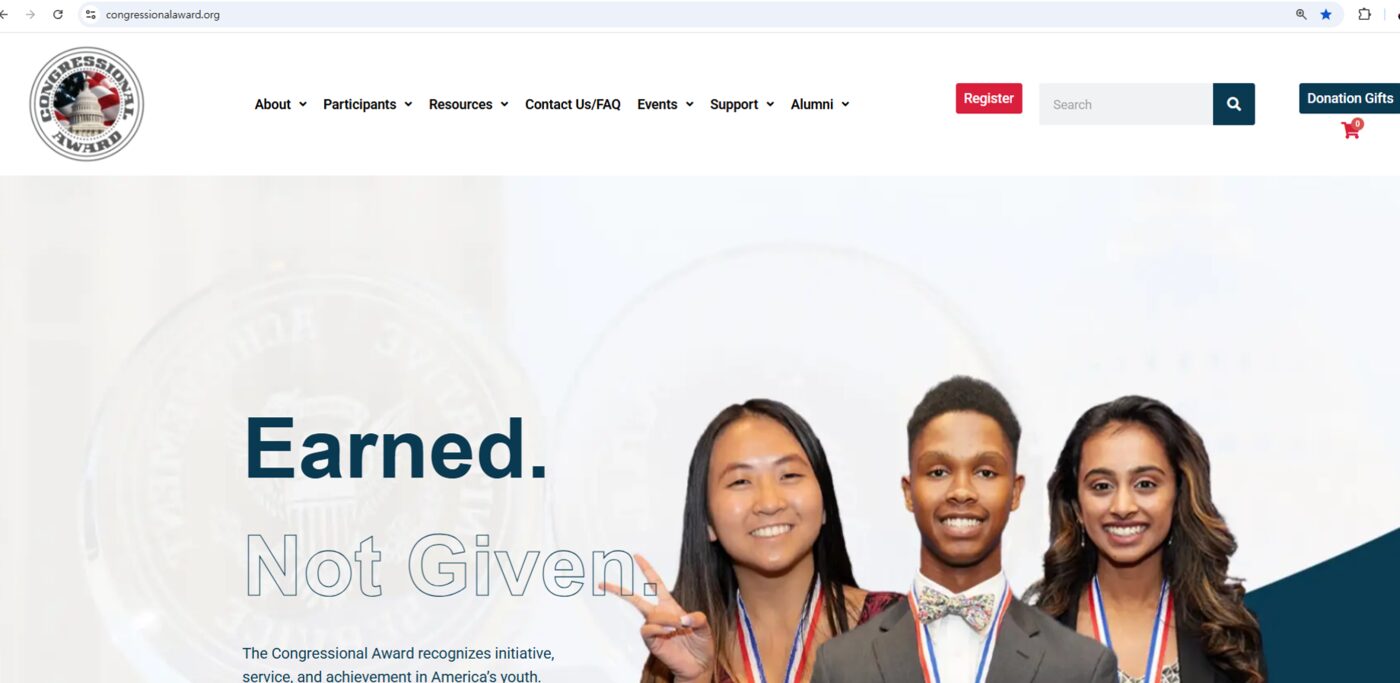 congressionalaward.org
CONGRESSIONAL
AWARD
About Participants Resources Contact Us/FAQ Events Support Alumni
Register
Search
Donation Gifts
0
Earned.
Not Given.
The Congressional Award recognizes initiative,
service, and achievement in America's youth.